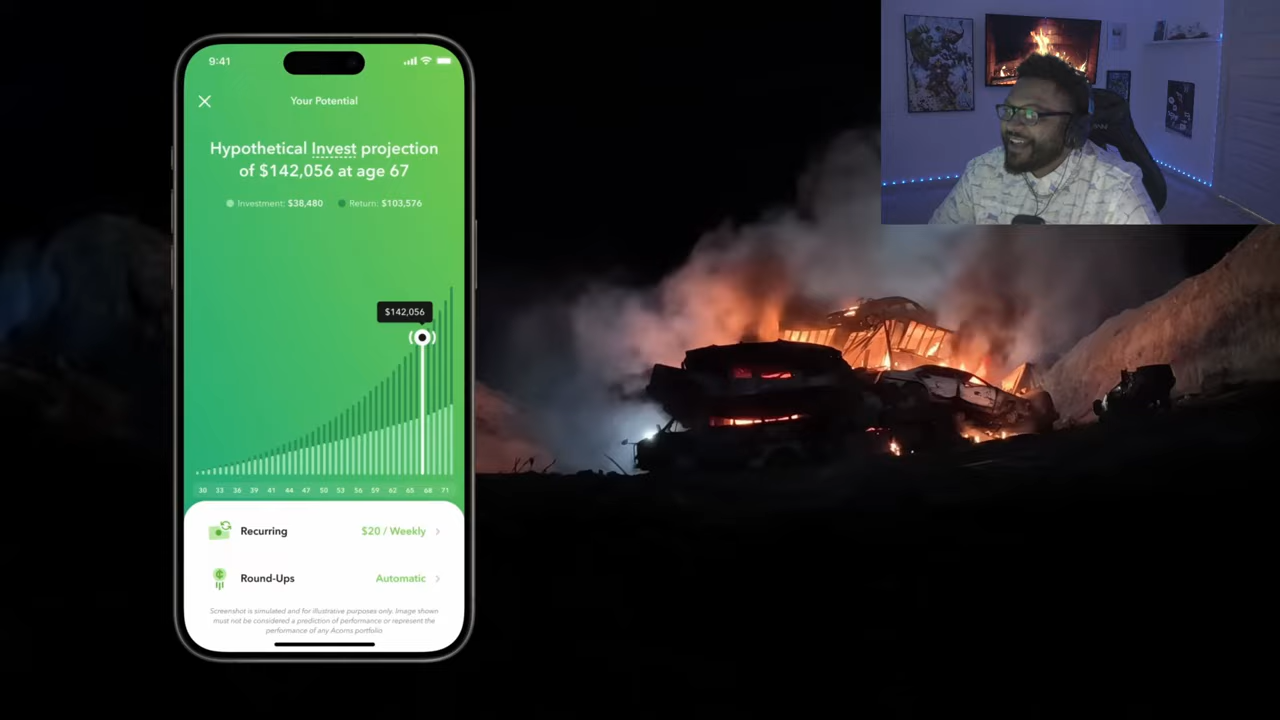 9:41
Your Potential
Hypothetical Invest projection
of $142,056 at age 67
Investment: $38,480 Return: $103,576
$142,056
30 33 36 39 41 44 47 50 53 56 59 62 65 68 71
Recurring $20 / Weekly
Round-Ups Automatic
Screenshot is simulated and for illustrative purposes only. Image shown
must not be considered a prediction of performance or represent the
performance of any Acorns portfolio